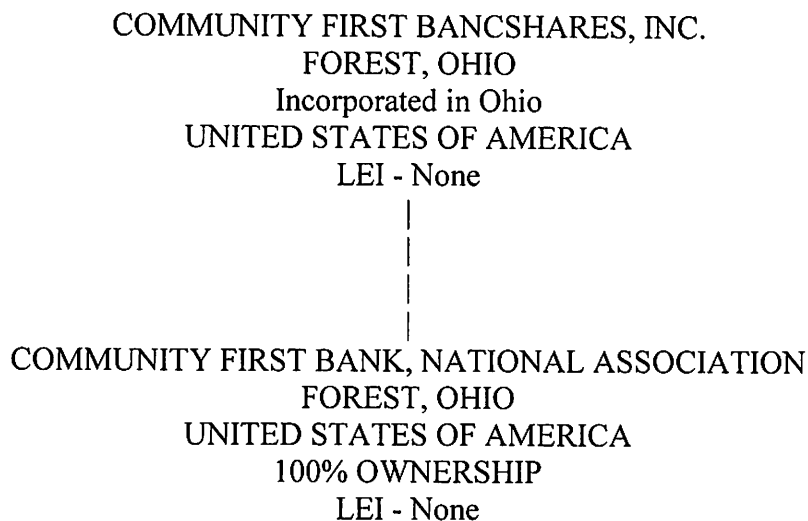 COMMUNITY FIRST BANCSHARES, INC.
FOREST, OHIO
Incorporated in Ohio
UNITED STATES OF AMERICA
LEI - None
COMMUNITY FIRST BANK, NATIONAL ASSOCIATION
FOREST, OHIO
UNITED STATES OF AMERICA
100% OWNERSHIP
LEI - None